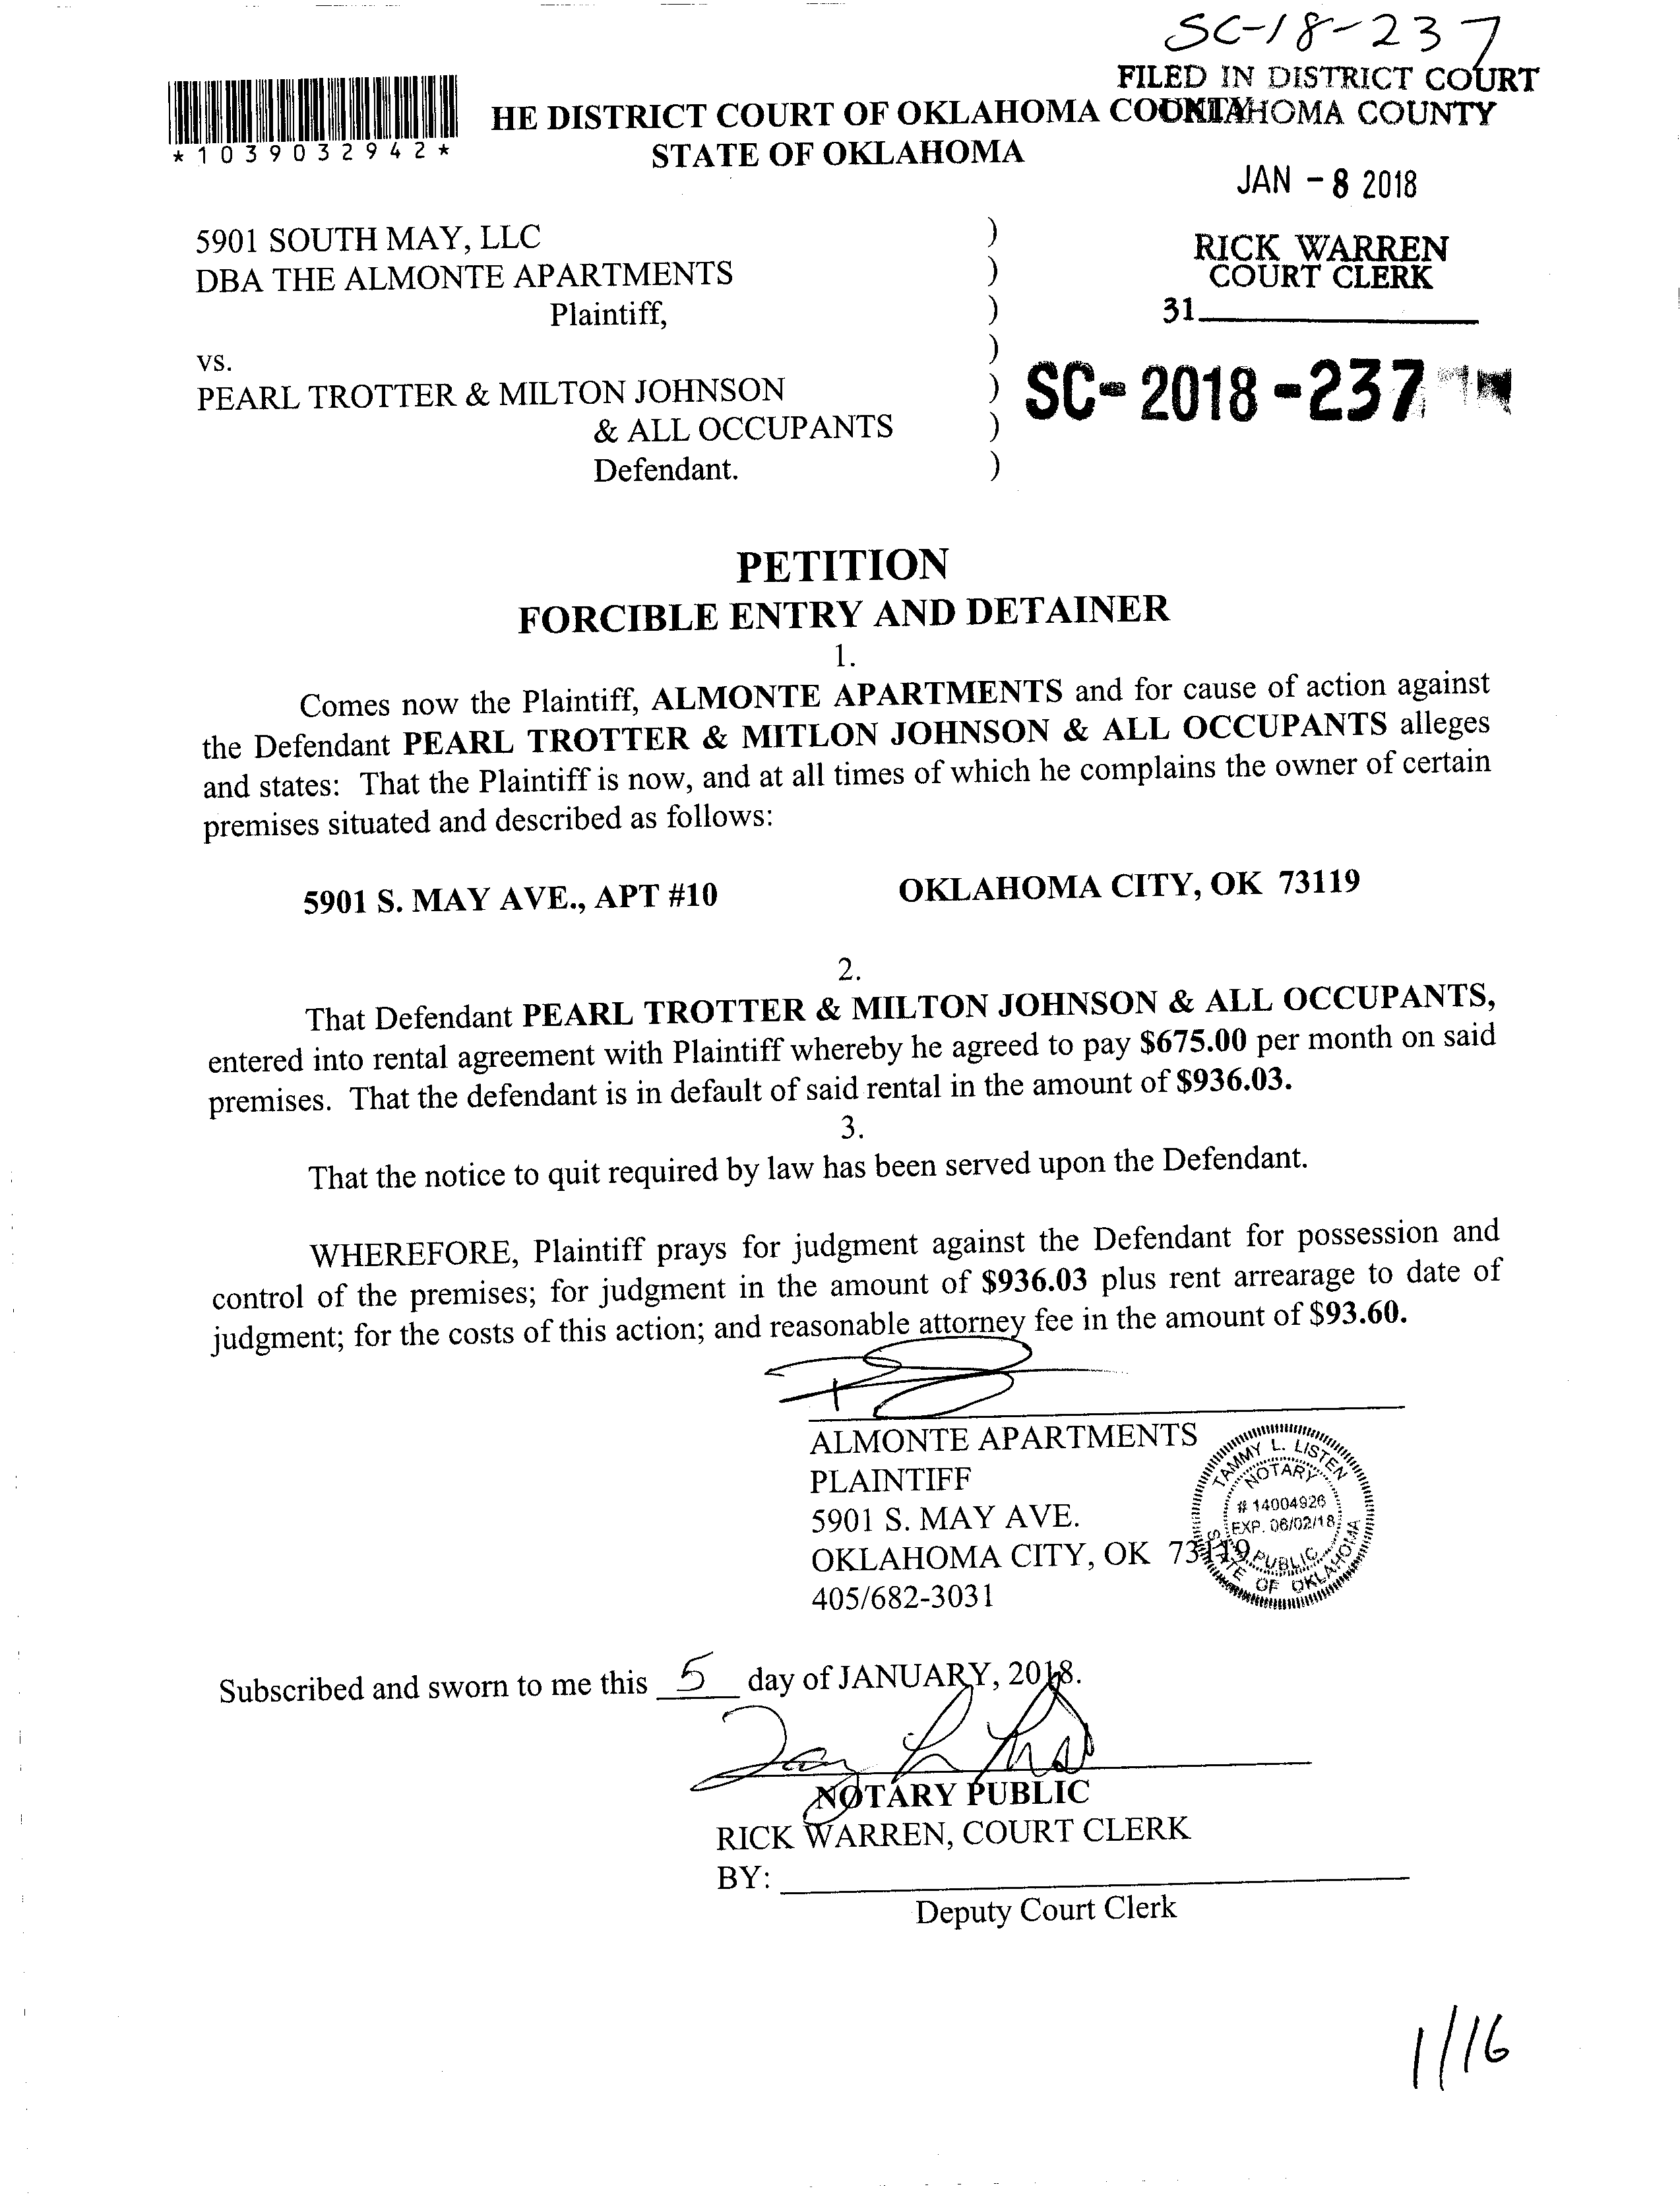 SC-18-237
FILED IN DISTRICT COURT
OKLAHOMA COUNTY
*1039032942*
HE DISTRICT COURT OF OKLAHOMA COUNTY
STATE OF OKLAHOMA
JAN - 8 2018
5901 SOUTH MAY, LLC )
DBA THE ALMONTE APARTMENTS )
Plaintiff, )
RICK WARREN
COURT CLERK
31
vs. )
PEARL TROTTER & MILTON JOHNSON )
& ALL OCCUPANTS )
Defendant. )
SC- 2018 -237
PETITION
FORCIBLE ENTRY AND DETAINER
1.
Comes now the Plaintiff, ALMONTE APARTMENTS and for cause of action against
the Defendant PEARL TROTTER & MITLON JOHNSON & ALL OCCUPANTS alleges
and states: That the Plaintiff is now, and at all times of which he complains the owner of certain
premises situated and described as follows:
5901 S. MAY AVE., APT #10 OKLAHOMA CITY, OK 73119
2.
That Defendant PEARL TROTTER & MILTON JOHNSON & ALL OCCUPANTS,
entered into rental agreement with Plaintiff whereby he agreed to pay $675.00 per month on said
premises. That the defendant is in default of said rental in the amount of $936.03.
3.
That the notice to quit required by law has been served upon the Defendant.
WHEREFORE, Plaintiff prays for judgment against the Defendant for possession and
control of the premises; for judgment in the amount of $936.03 plus rent arrearage to date of
judgment; for the costs of this action; and reasonable attorney fee in the amount of $93.60.
ALMONTE APARTMENTS
PLAINTIFF
5901 S. MAY AVE.
OKLAHOMA CITY, OK 73119
405/682-3031
TAMMY L. LISTEN
NOTARY
# 14004926
EXP. 06/02/18
PUBLIC
STATE OF OKLAHOMA
Subscribed and sworn to me this 5 day of JANUARY, 2018.
NOTARY PUBLIC
RICK WARREN, COURT CLERK
BY:
Deputy Court Clerk
1/16